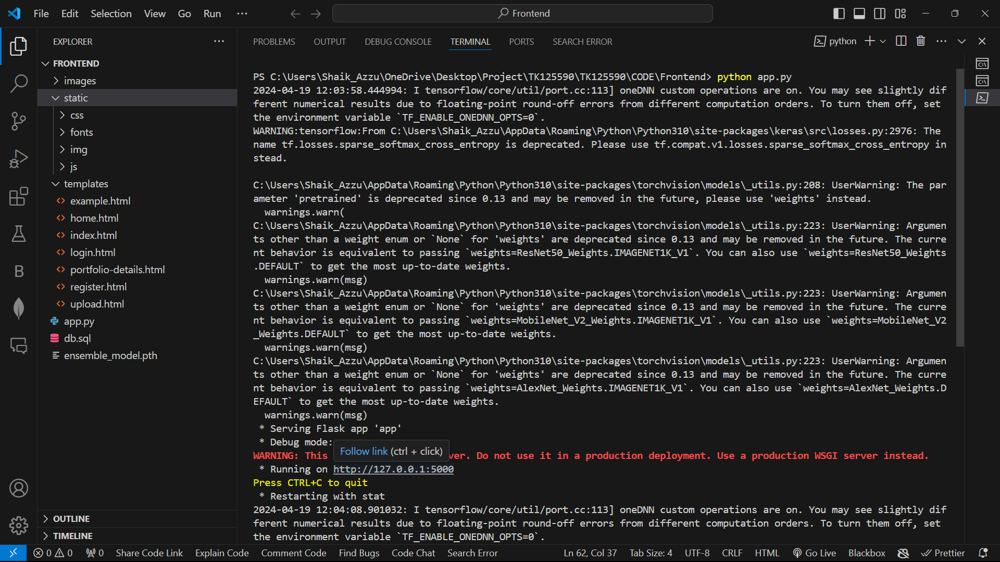 File Edit Selection View Go Run ··· Frontend
EXPLORER ···
FRONTEND
images
static
css
fonts
img
js
templates
example.html
home.html
index.html
login.html
portfolio-details.html
register.html
upload.html
app.py
db.sql
ensemble_model.pth
OUTLINE
TIMELINE
PROBLEMS OUTPUT DEBUG CONSOLE TERMINAL PORTS SEARCH ERROR python ···
PS C:\Users\Shaik_Azzu\OneDrive\Desktop\Project\TK125590\TK125590\CODE\Frontend> python app.py
2024-04-19 12:03:58.444994: I tensorflow/core/util/port.cc:113] oneDNN custom operations are on. You may see slightly dif
ferent numerical results due to floating-point round-off errors from different computation orders. To turn them off, set
the environment variable `TF_ENABLE_ONEDNN_OPTS=0`.
WARNING:tensorflow:From C:\Users\Shaik_Azzu\AppData\Roaming\Python\Python310\site-packages\keras\src\losses.py:2976: The
name tf.losses.sparse_softmax_cross_entropy is deprecated. Please use tf.compat.v1.losses.sparse_softmax_cross_entropy in
stead.
C:\Users\Shaik_Azzu\AppData\Roaming\Python\Python310\site-packages\torchvision\models\_utils.py:208: UserWarning: The par
ameter 'pretrained' is deprecated since 0.13 and may be removed in the future, please use 'weights' instead.
warnings.warn(
C:\Users\Shaik_Azzu\AppData\Roaming\Python\Python310\site-packages\torchvision\models\_utils.py:223: UserWarning: Argumen
ts other than a weight enum or `None` for 'weights' are deprecated since 0.13 and may be removed in the future. The curre
nt behavior is equivalent to passing `weights=ResNet50_Weights.IMAGENET1K_V1`. You can also use `weights=ResNet50_Weights
.DEFAULT` to get the most up-to-date weights.
warnings.warn(msg)
C:\Users\Shaik_Azzu\AppData\Roaming\Python\Python310\site-packages\torchvision\models\_utils.py:223: UserWarning: Argumen
ts other than a weight enum or `None` for 'weights' are deprecated since 0.13 and may be removed in the future. The curre
nt behavior is equivalent to passing `weights=MobileNet_V2_Weights.IMAGENET1K_V1`. You can also use `weights=MobileNet_V2
_Weights.DEFAULT` to get the most up-to-date weights.
warnings.warn(msg)
C:\Users\Shaik_Azzu\AppData\Roaming\Python\Python310\site-packages\torchvision\models\_utils.py:223: UserWarning: Argumen
ts other than a weight enum or `None` for 'weights' are deprecated since 0.13 and may be removed in the future. The curre
nt behavior is equivalent to passing `weights=AlexNet_Weights.IMAGENET1K_V1`. You can also use `weights=AlexNet_Weights.D
EFAULT` to get the most up-to-date weights.
warnings.warn(msg)
* Serving Flask app 'app'
* Debug mode:
Follow link (ctrl + click)
WARNING: This ver. Do not use it in a production deployment. Use a production WSGI server instead.
* Running on http://127.0.0.1:5000
Press CTRL+C to quit
* Restarting with stat
2024-04-19 12:04:08.901032: I tensorflow/core/util/port.cc:113] oneDNN custom operations are on. You may see slightly dif
ferent numerical results due to floating-point round-off errors from different computation orders. To turn them off, set
the environment variable `TF_ENABLE_ONEDNN_OPTS=0`.
0 0 0 Share Code Link Explain Code Comment Code Find Bugs Code Chat Search Error Ln 62, Col 37 Tab Size: 4 UTF-8 CRLF HTML Go Live Blackbox Prettier